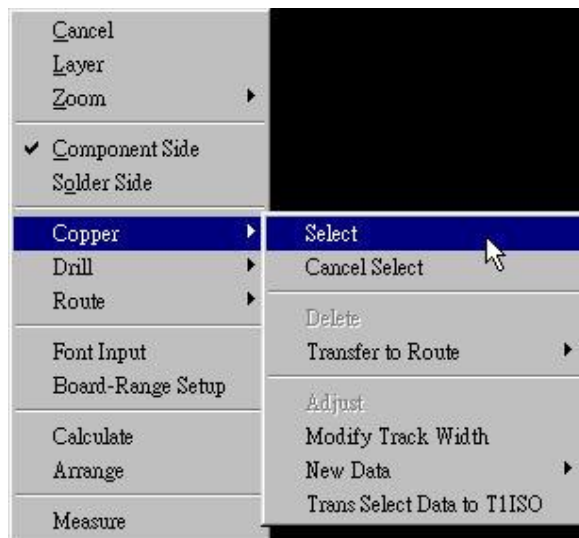 Cancel
Layer
Zoom
Component Side
Solder Side
Copper
Drill
Route
Font Input
Board-Range Setup
Calculate
Arrange
Measure
Select
Cancel Select
Delete
Transfer to Route
Adjust
Modify Track Width
New Data
Trans Select Data to T1ISO